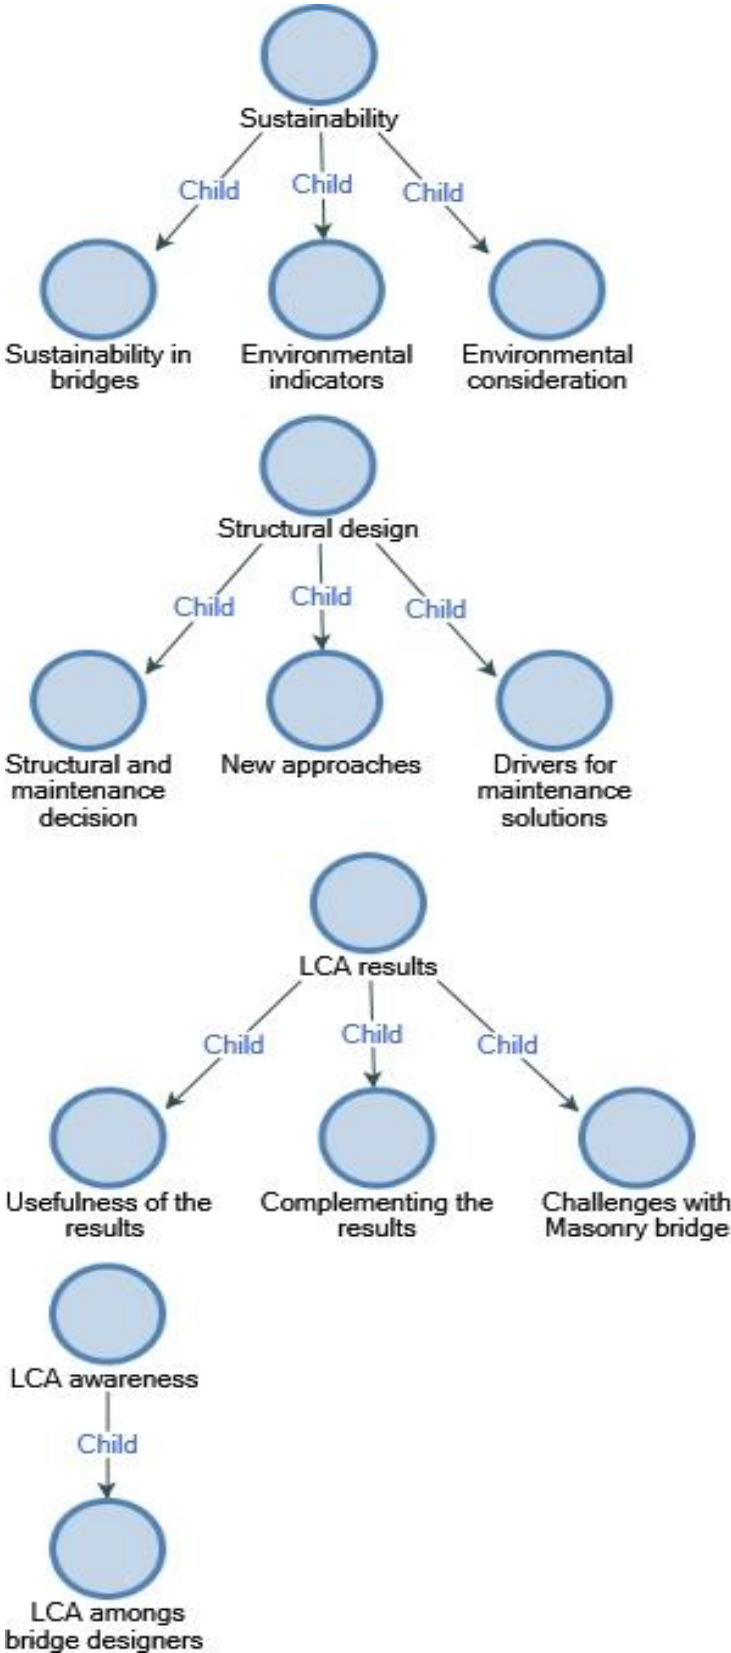 Sustainability
Child Child Child
Sustainability in bridges
Environmental indicators
Environmental consideration
Structural design
Child Child Child
Structural and maintenance decision
New approaches
Drivers for maintenance solutions
LCA results
Child Child Child
Usefulness of the results
Complementing the results
Challenges with Masonry bridge
LCA awareness
Child
LCA amongs
bridge designers